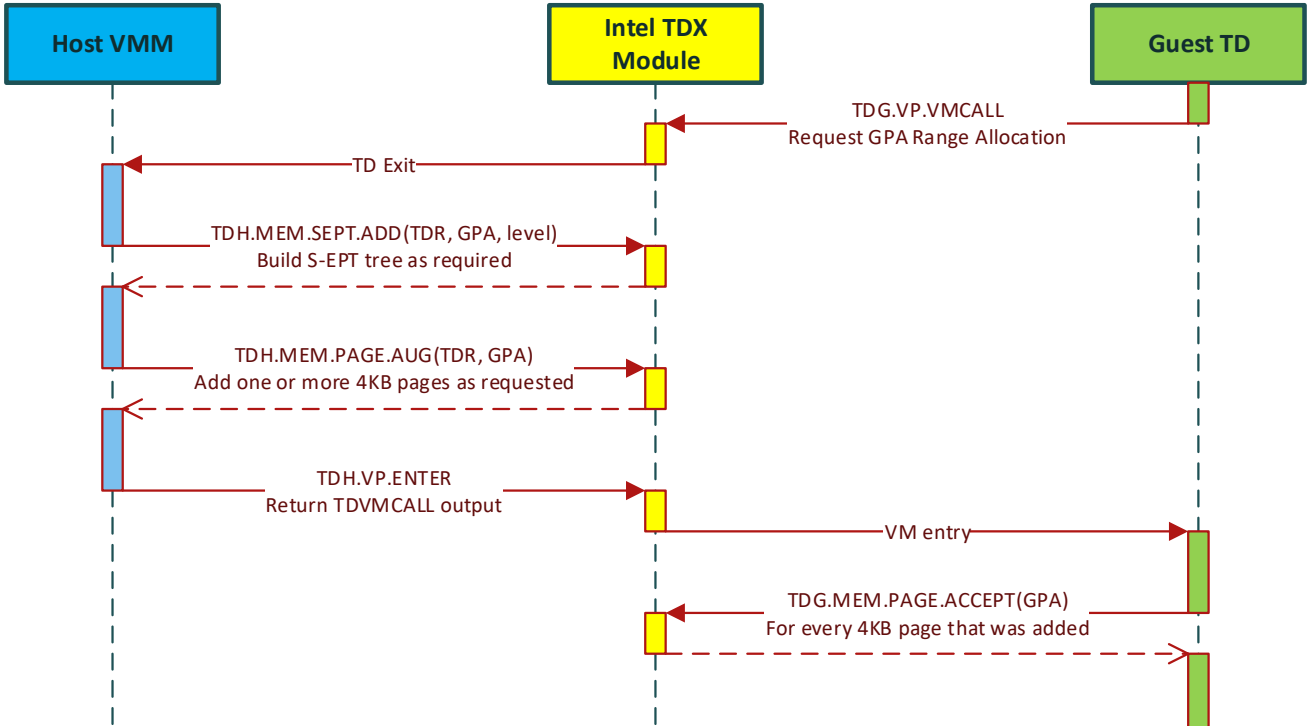 Host VMM
Intel TDX
Module
Guest TD
TDG.VP.VMCALL
Request GPA Range Allocation
TD Exit
TDH.MEM.SEPT.ADD(TDR, GPA, level)
Build S-EPT tree as required
TDH.MEM.PAGE.AUG(TDR, GPA)
Add one or more 4KB pages as requested
TDH.VP.ENTER
Return TDVMCALL output
VM entry
TDG.MEM.PAGE.ACCEPT(GPA)
For every 4KB page that was added